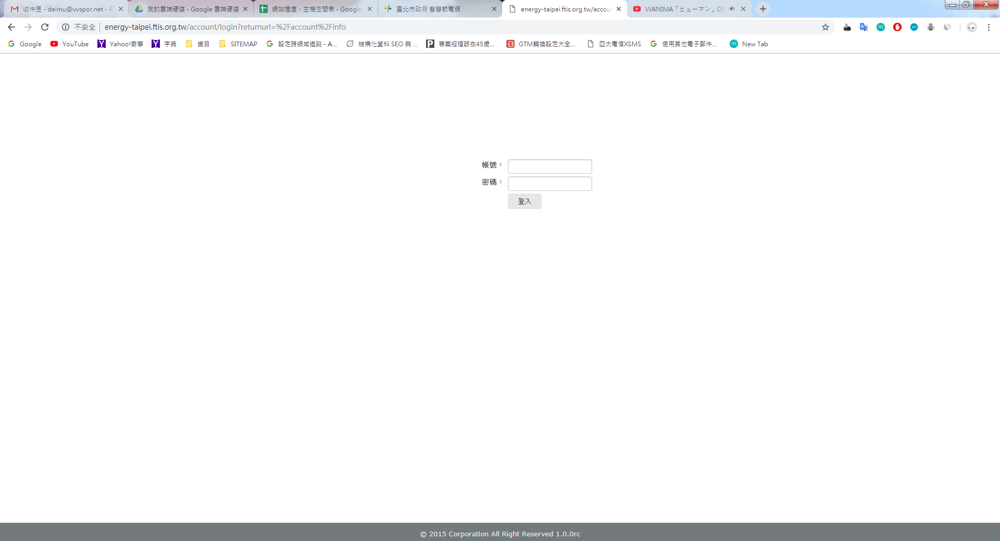 收件匣 - deimu@vvspor.net -
我的雲端硬碟 - Google 雲端硬碟
網站進度、主機空間表 - Google
臺北市政府 智慧節電網
energy-taipei.ftis.org.tw/accou
WANIMA「ヒューマン」OF
不安全
energy-taipei.ftis.org.tw/account/login?returnurl=%2Faccount%2Finfo
Google
YouTube
Yahoo!奇摩
字典
鐵目
SITEMAP
設定跨網域追蹤 - A...
結構化資料 SEO 與 ...
專案經理該在45歲...
GTM轉換設定大全...
亞太電信XSMS
使用其他電子郵件...
New Tab
帳號：
密碼：
登入
© 2015 Corporation All Right Reserved 1.0.0rc